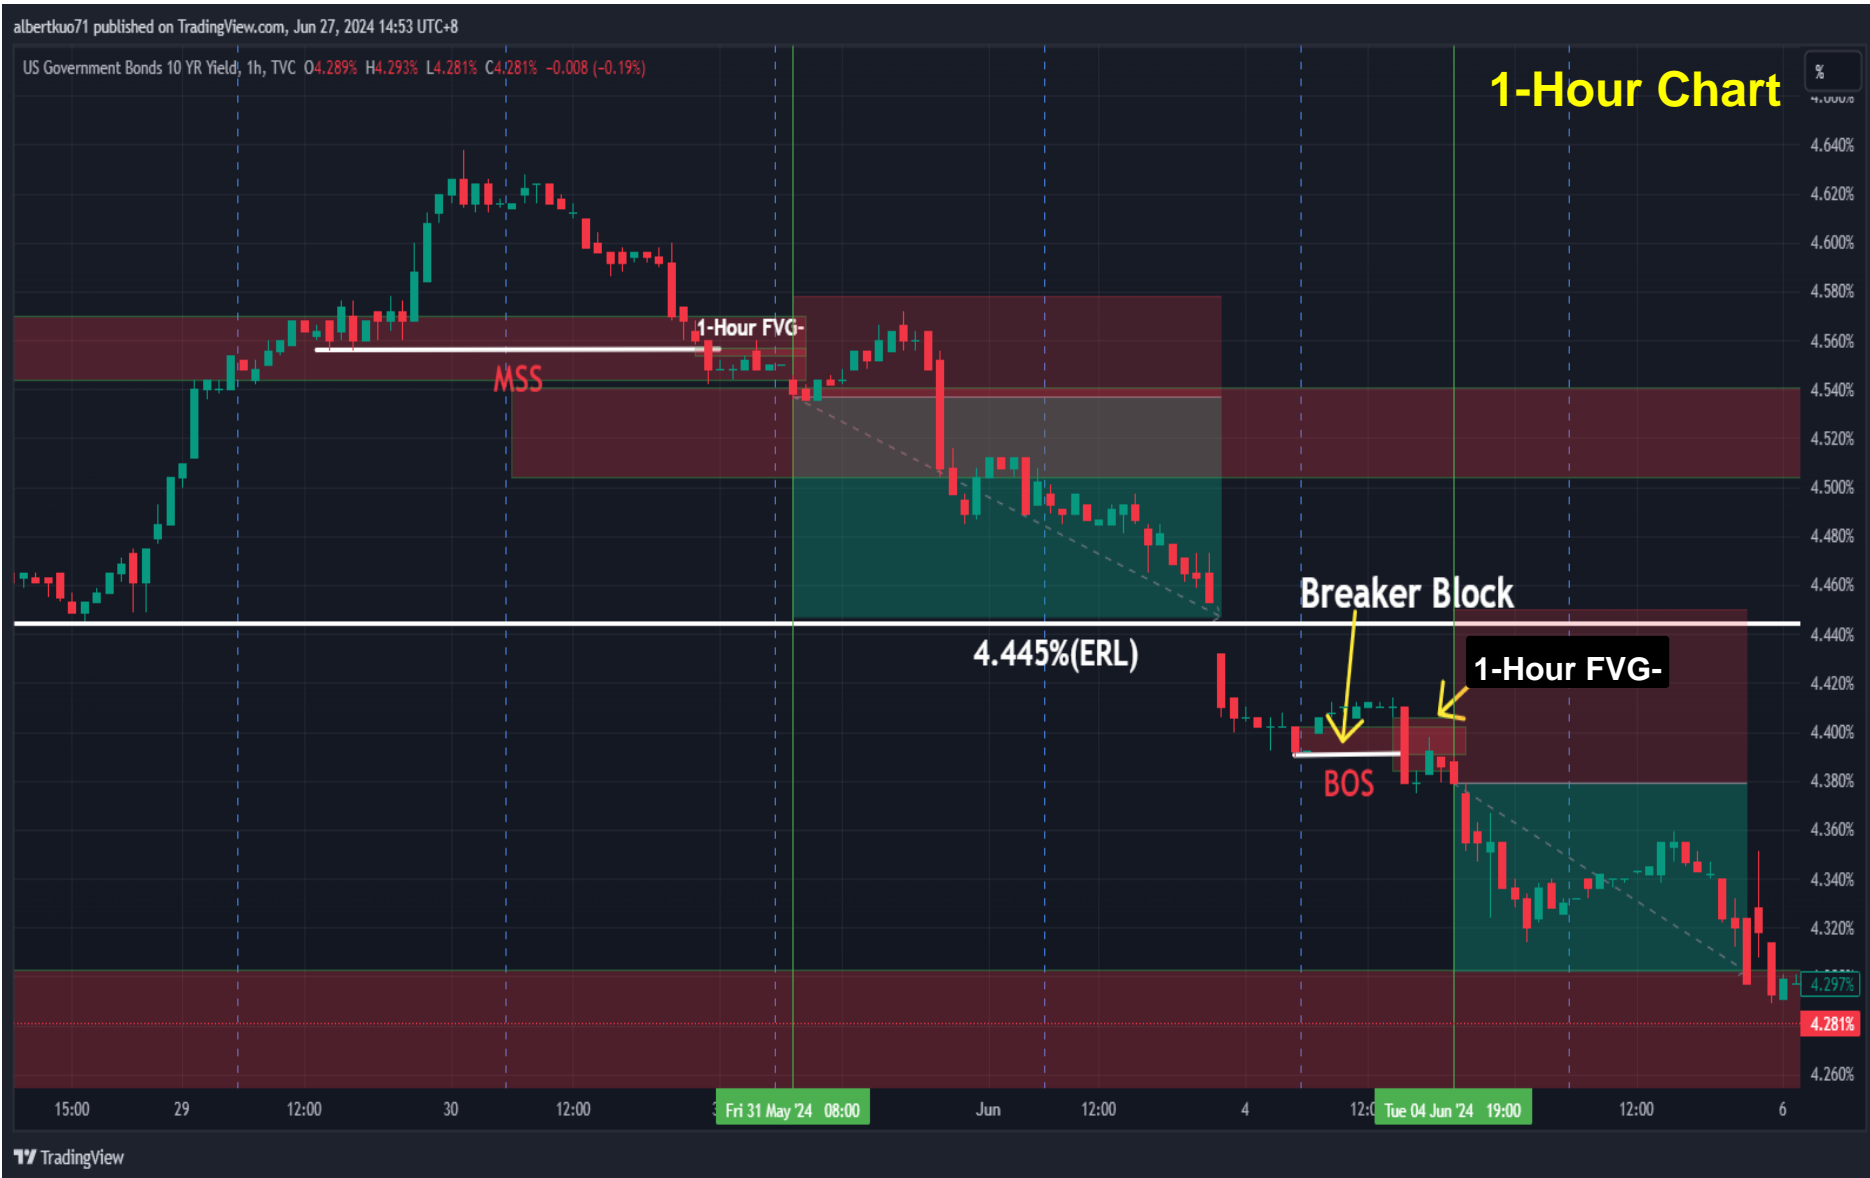 albertkuo71 published on TradingView.com, Jun 27, 2024 14:53 UTC+8
US Government Bonds 10 YR Yield, 1h, TVC O4.289% H4.293% L4.281% C4.281% −0.008 (−0.19%)
1-Hour Chart
%
4.640%
4.620%
4.600%
4.580%
1-Hour FVG-
4.560%
MSS
4.540%
4.520%
4.500%
4.480%
4.460%
Breaker Block
4.440%
4.445%(ERL)
1-Hour FVG-
4.420%
4.400%
BOS
4.380%
4.360%
4.340%
4.320%
4.297%
4.281%
4.260%
15:00 29 12:00 30 12:00 Fri 31 May '24 08:00 Jun 12:00 4 Tue 04 Jun '24 19:00 12:00 6
TradingView